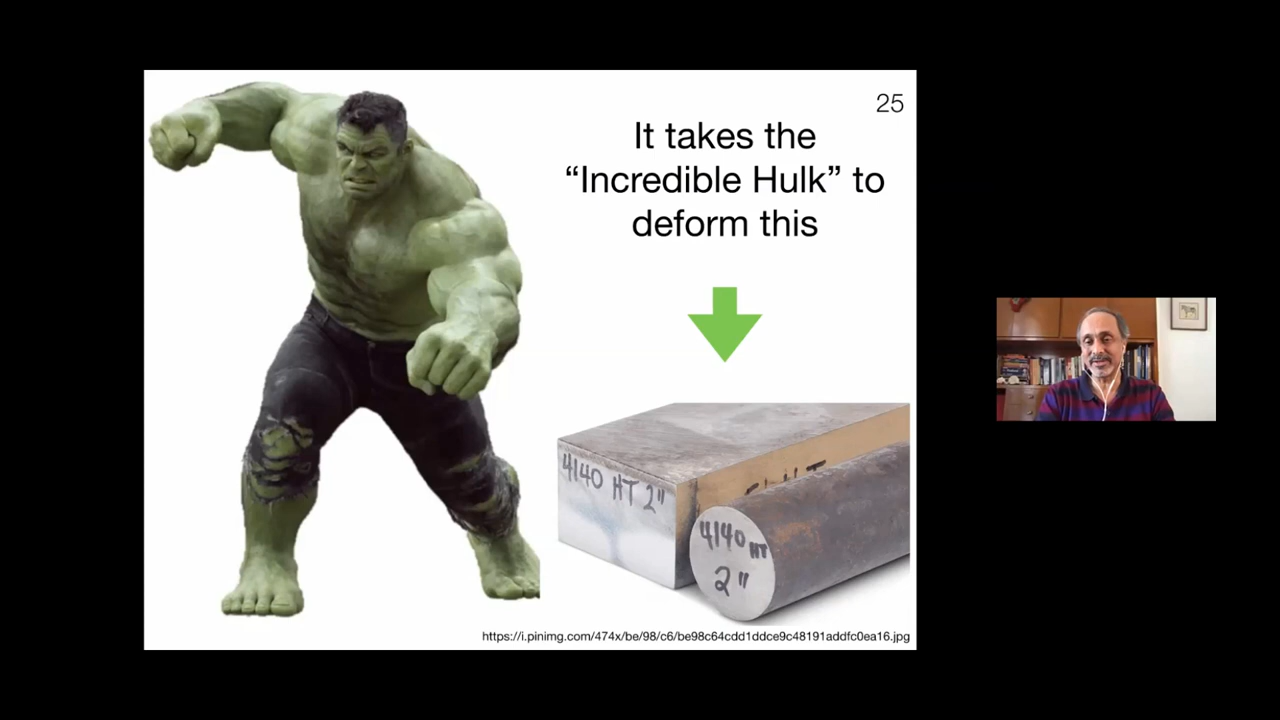 25
It takes the
“Incredible Hulk” to
deform this
4140 HT 2"
4140 HT
2"
https://i.pinimg.com/474x/be/98/c6/be98c64cdd1ddce9c48191addfc0ea16.jpg